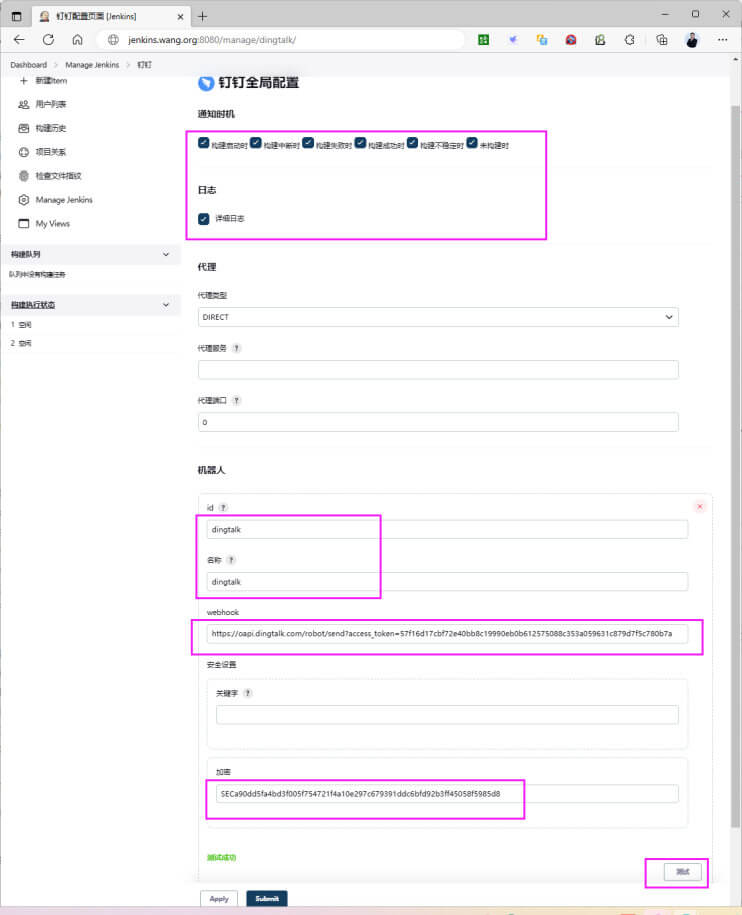 钉钉配置页面 [Jenkins]
jenkins.wang.org:8080/manage/dingtalk/
Dashboard > Manage Jenkins > 钉钉
新建Item
用户列表
构建历史
项目关系
检查文件指纹
Manage Jenkins
My Views
构建队列
队列中没有构建任务
构建执行状态
1 空闲
2 空闲
钉钉全局配置
通知时机
构建启动时 构建中断时 构建失败时 构建成功时 构建不稳定时 未构建时
日志
详细日志
代理
代理类型
DIRECT
代理服务 ?
代理端口 ?
0
机器人
id ?
dingtalk
名称 ?
dingtalk
webhook
https://oapi.dingtalk.com/robot/send?access_token=57f16d17cbf72e40bb8c19990eb0b612575088c353a059631c879d7f5c780b7a
安全设置
关键字 ?
加密
SECa90dd5fa4bd3f005f754721f4a10e297c679391ddc6bfd92b3ff45058f5985d8
测试成功
测试
Apply Submit